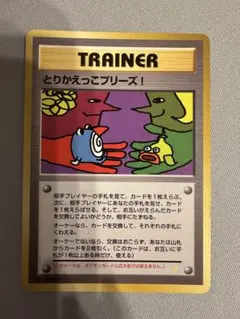 TRAINER
とりかえっこプリーズ！
相手プレイヤーの手札を見て、カードを1枚えらぶ。
次に、相手プレイヤーにあなたの手札を見せ、カード
を1枚えらばせる。そして、お互いがえらんだカード
を交換してよいかどうか、相手にたずねる。
オーケーなら、カードを交換して、それぞれの手札に
くわえる。
オーケーでないなら、交換はおこらず、あなたは山札
からカードを2枚引く。（このカードは、お互いに手札
が1枚以上ある時だけ、使える）
このカードは、ポケモンカード公式大会では使えません。